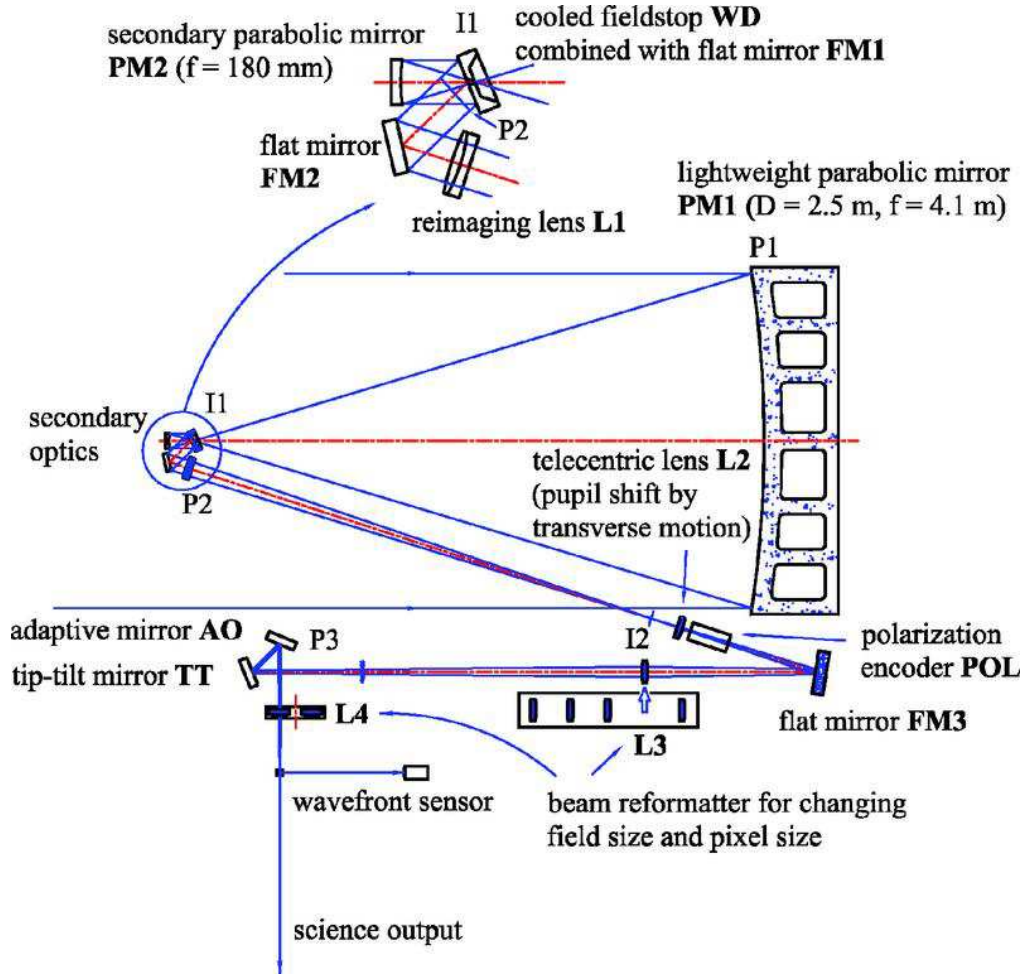 I1
cooled fieldstop WD
combined with flat mirror FM1
secondary parabolic mirror
PM2 (f = 180 mm)
P2
flat mirror
FM2
reimaging lens L1
lightweight parabolic mirror
PM1 (D = 2.5 m, f = 4.1 m)
P1
I1
secondary
optics
P2
telecentric lens L2
(pupil shift by
transverse motion)
adaptive mirror AO
P3
I2
polarization
encoder POL
tip-tilt mirror TT
flat mirror FM3
L4
L3
wavefront sensor
beam reformatter for changing
field size and pixel size
science output